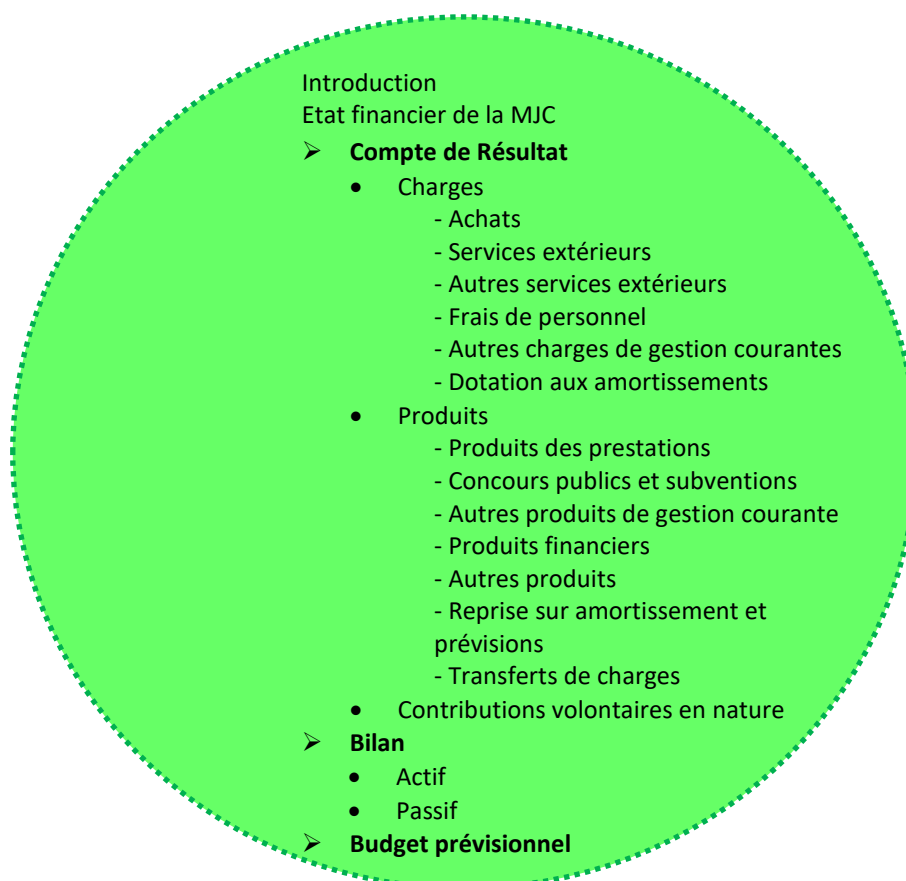 Introduction
Etat financier de la MJC
➢ Compte de Résultat
• Charges
- Achats
- Services extérieurs
- Autres services extérieurs
- Frais de personnel
- Autres charges de gestion courantes
- Dotation aux amortissements
• Produits
- Produits des prestations
- Concours publics et subventions
- Autres produits de gestion courante
- Produits financiers
- Autres produits
- Reprise sur amortissement et
prévisions
- Transferts de charges
• Contributions volontaires en nature
➢ Bilan
• Actif
• Passif
➢ Budget prévisionnel